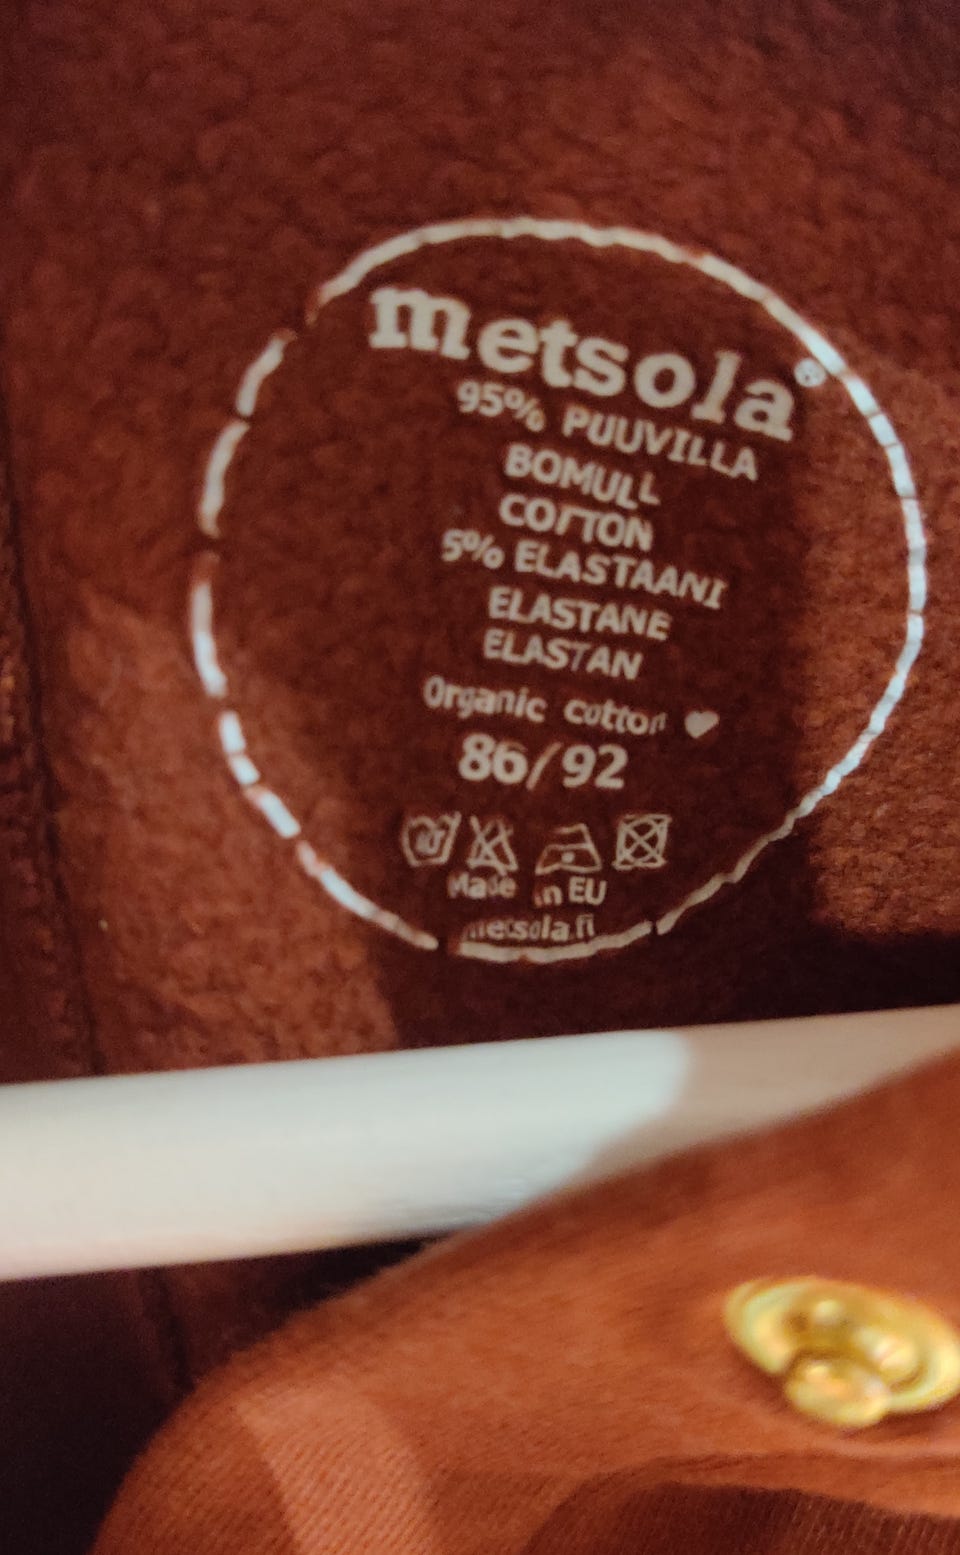 metsola®
95% PUUVILLA
BOMULL
COTTON
5% ELASTAANI
ELASTANE
ELASTAN
Organic cotton ♥
86/92
Made in EU
metsola.fi